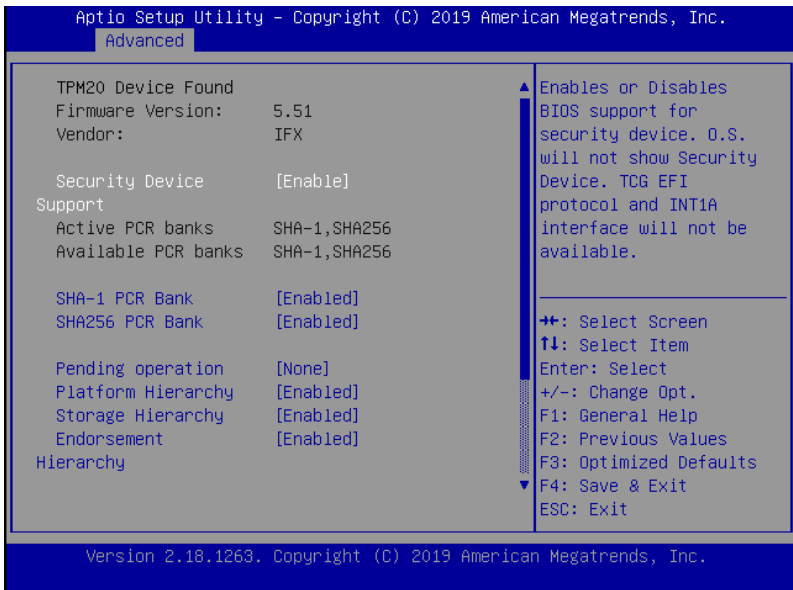 Aptio Setup Utility – Copyright (C) 2019 American Megatrends, Inc.
Advanced
TPM20 Device Found
Firmware Version: 5.51
Vendor: IFX
Security Device [Enable]
Support
Active PCR banks SHA-1,SHA256
Available PCR banks SHA-1,SHA256
SHA-1 PCR Bank [Enabled]
SHA256 PCR Bank [Enabled]
Pending operation [None]
Platform Hierarchy [Enabled]
Storage Hierarchy [Enabled]
Endorsement [Enabled]
Hierarchy
Enables or Disables
BIOS support for
security device. O.S.
will not show Security
Device. TCG EFI
protocol and INT1A
interface will not be
available.
→←: Select Screen
↑↓: Select Item
Enter: Select
+/-: Change Opt.
F1: General Help
F2: Previous Values
F3: Optimized Defaults
F4: Save & Exit
ESC: Exit
Version 2.18.1263. Copyright (C) 2019 American Megatrends, Inc.